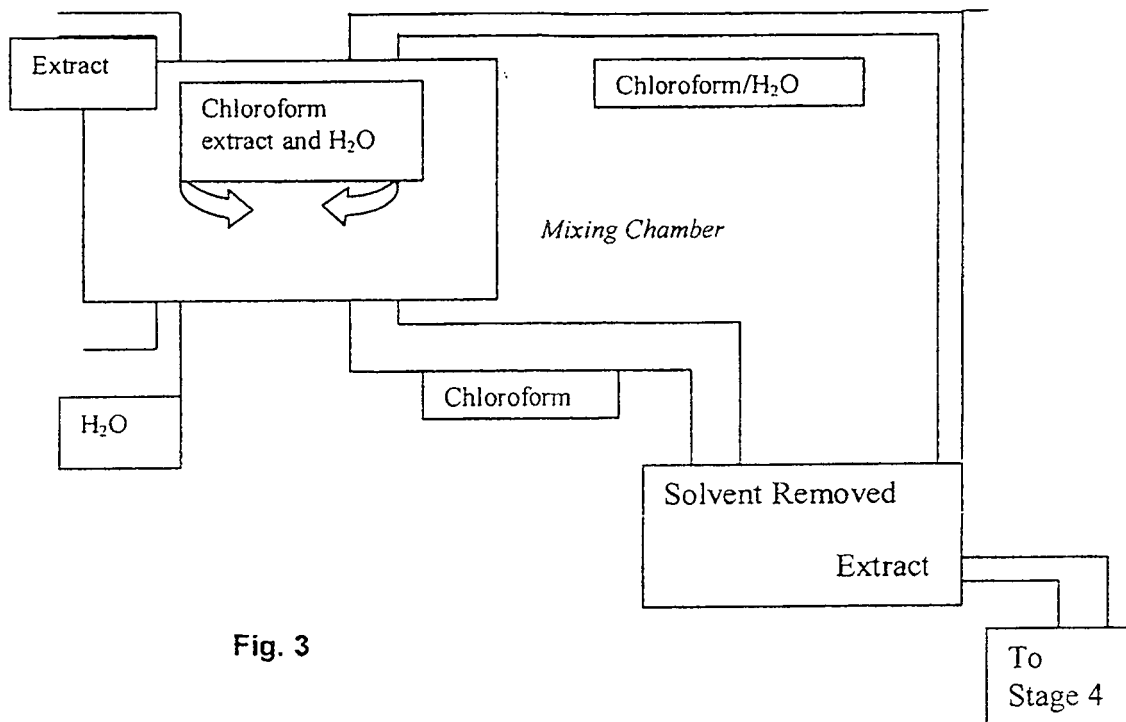 Extract
Chloroform/H₂O
Chloroform
extract and H₂O
Mixing Chamber
Chloroform
H₂O
Solvent Removed
Extract
Fig. 3
To
Stage 4